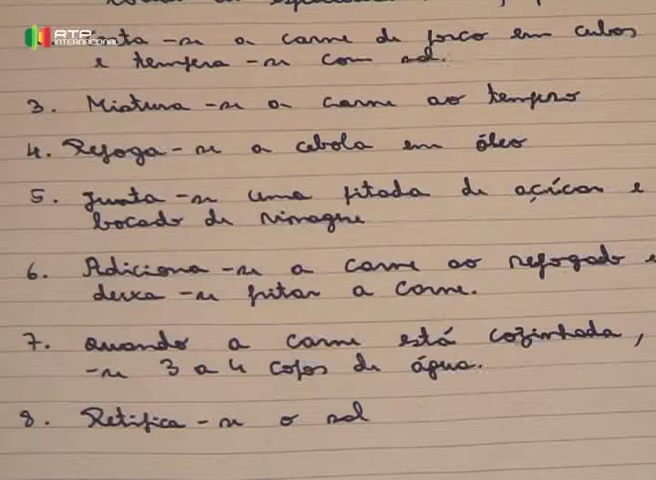 RTP
INTERNACIONAL
-se a carne de porco em cubos
e tempera-se com sal.
3. Mistura-se a carne ao tempero
4. Refoga-se a cebola em óleo
5. Junta-se uma pitada de açúcar e
bocado de vinagre
6. Adiciona-se a carne ao refogado e
deixa-se fritar a carne.
7. quando a carne está cozinhada,
-se 3 a 4 copos de água.
8. Retifica-se o sal